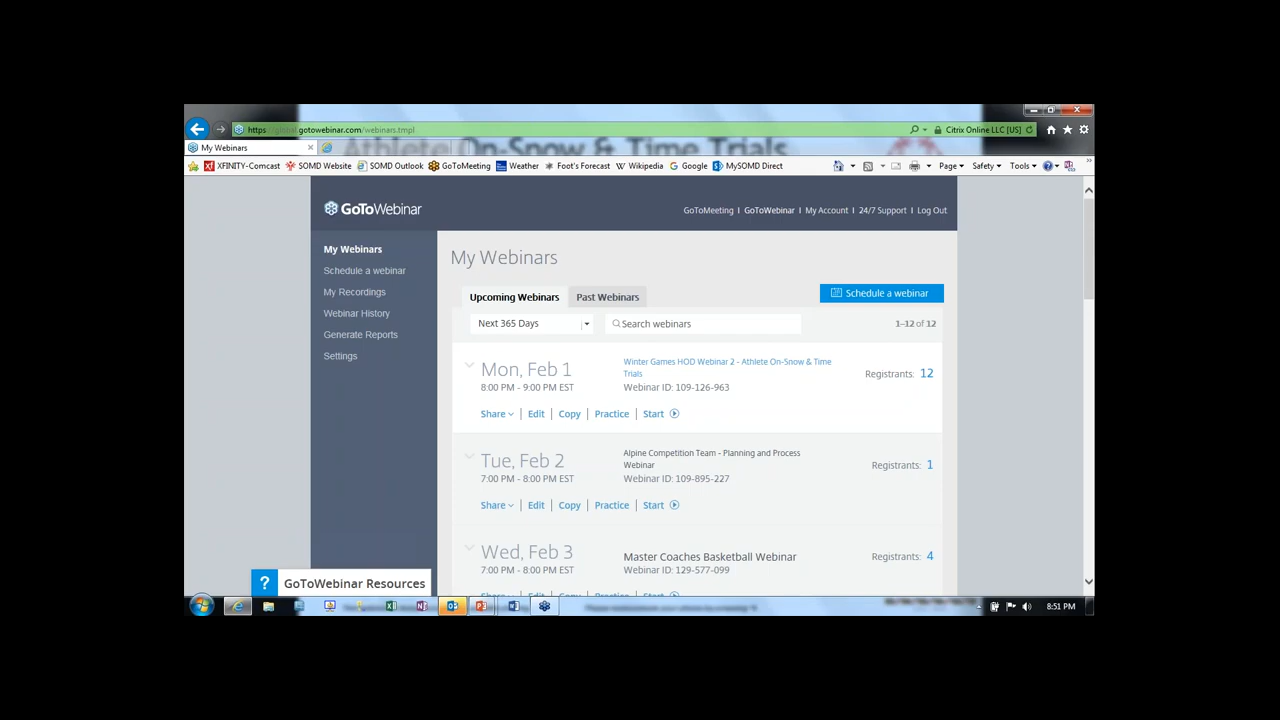 Athlete On-Snow & Time Trials
https://global.gotowebinar.com/webinars.tmpl
Citrix Online LLC [US]
My Webinars
XFINITY-Comcast SOMD Website SOMD Outlook GoToMeeting Weather Foot's Forecast Wikipedia Google MySOMD Direct
Page Safety Tools
GoToWebinar
GoToMeeting | GoToWebinar | My Account | 24/7 Support | Log Out
My Webinars
Schedule a webinar
My Recordings
Webinar History
Generate Reports
Settings
My Webinars
Upcoming Webinars Past Webinars
Schedule a webinar
Next 365 Days
Search webinars
1–12 of 12
Mon, Feb 1
8:00 PM - 9:00 PM EST
Winter Games HOD Webinar 2 - Athlete On-Snow & Time
Trials
Webinar ID: 109-126-963
Registrants: 12
Share | Edit | Copy | Practice | Start
Tue, Feb 2
7:00 PM - 8:00 PM EST
Alpine Competition Team - Planning and Process
Webinar
Webinar ID: 109-895-227
Registrants: 1
Share | Edit | Copy | Practice | Start
Wed, Feb 3
7:00 PM - 8:00 PM EST
Master Coaches Basketball Webinar
Webinar ID: 129-577-099
Registrants: 4
? GoToWebinar Resources
8:51 PM